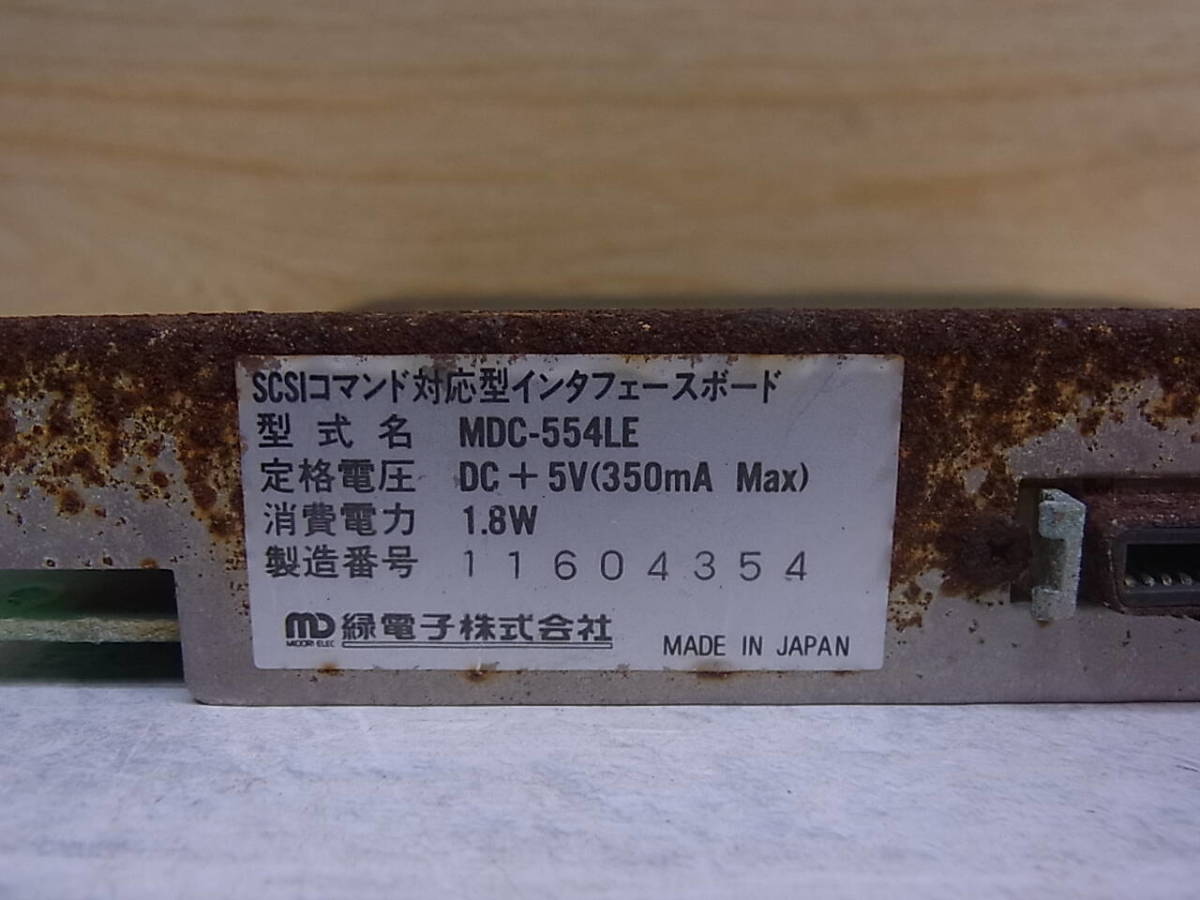 SCSIコマンド対応型インタフェースボード
型式名 MDC-554LE
定格電圧 DC+5V(350mA Max)
消費電力 1.8W
製造番号 11604354
MD MIDORI ELEC 緑電子株式会社 MADE IN JAPAN